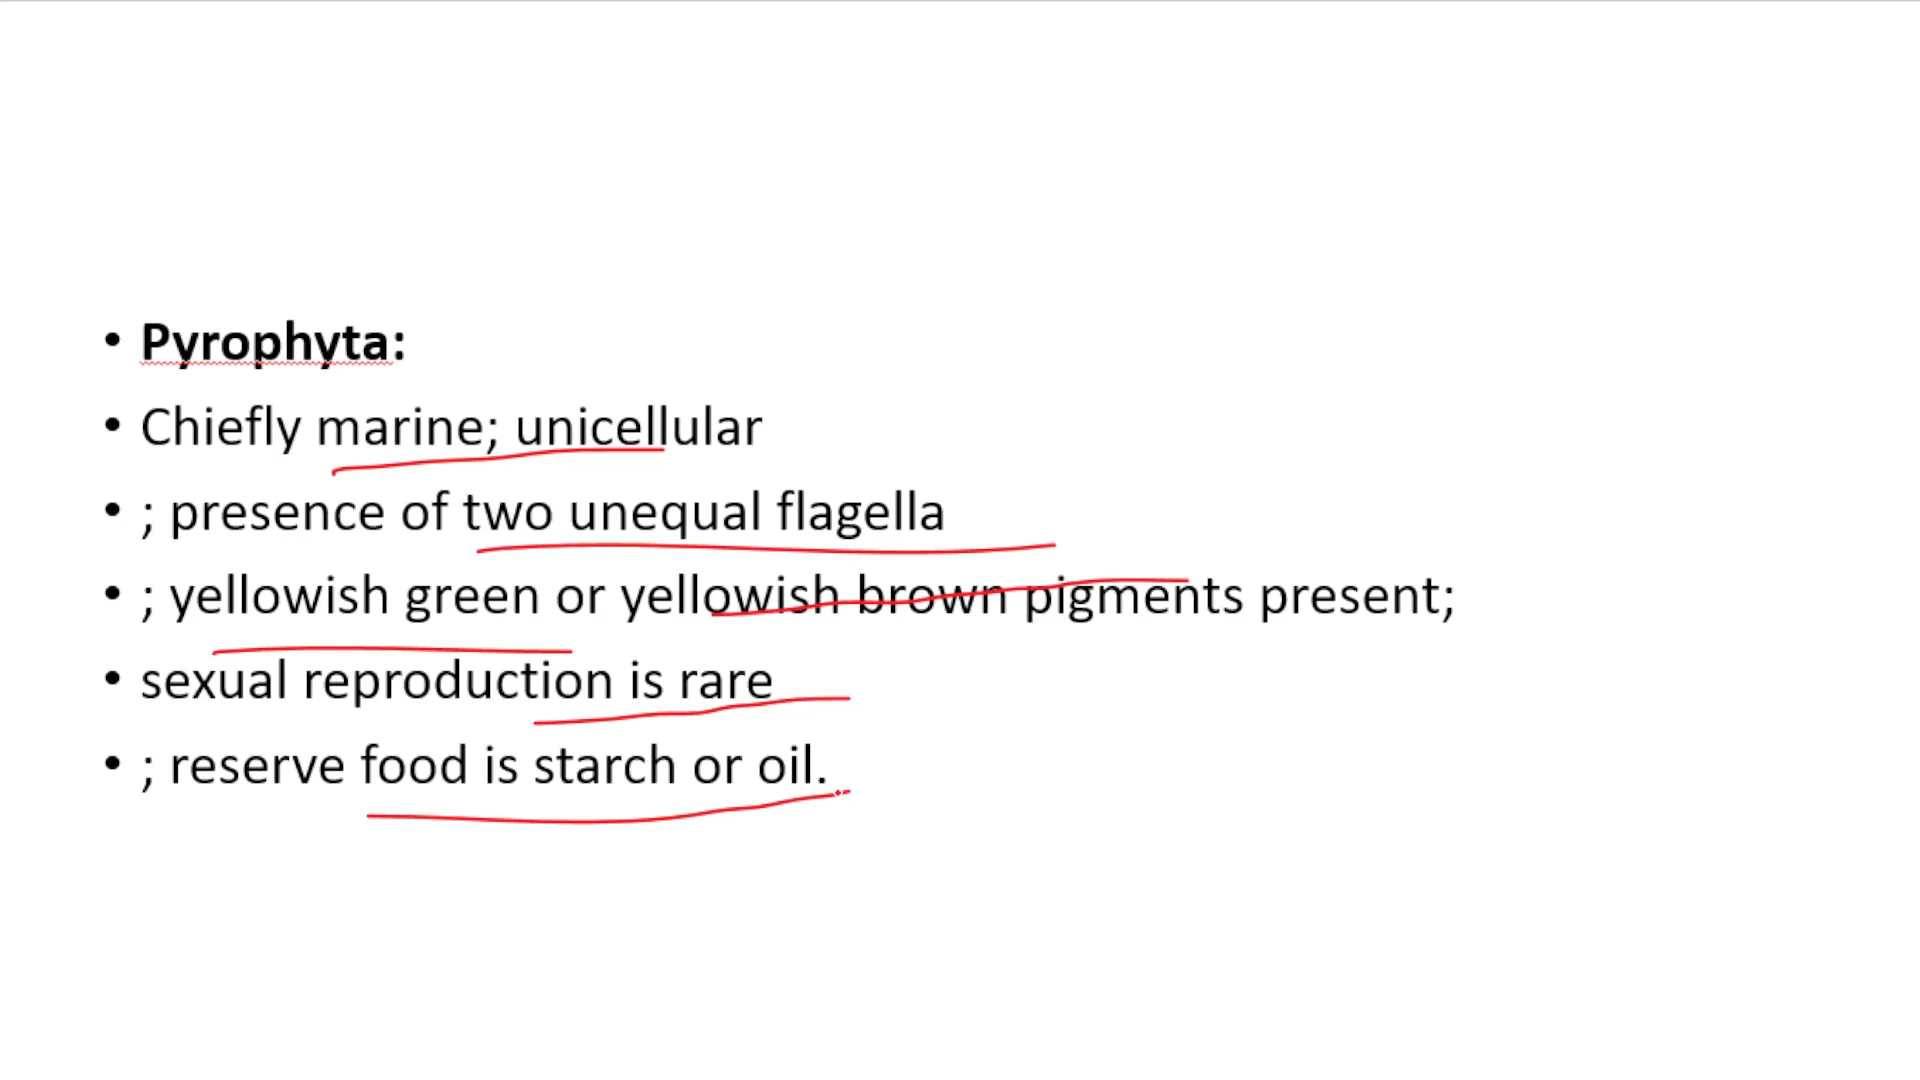 • Pyrophyta:
• Chiefly marine; unicellular
• ; presence of two unequal flagella
• ; yellowish green or yellowish brown pigments present;
• sexual reproduction is rare
• ; reserve food is starch or oil.